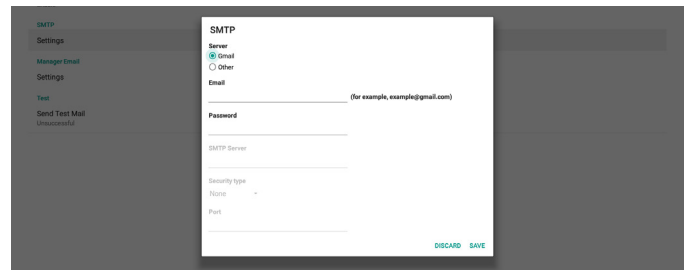 SMTP
Settings
Manager Email
Settings
Test
Send Test Mail
Unsuccessful
SMTP
Server
Gmail
Other
Email
(for example, example@gmail.com)
Password
SMTP Server
Security type
None
Port
DISCARD SAVE